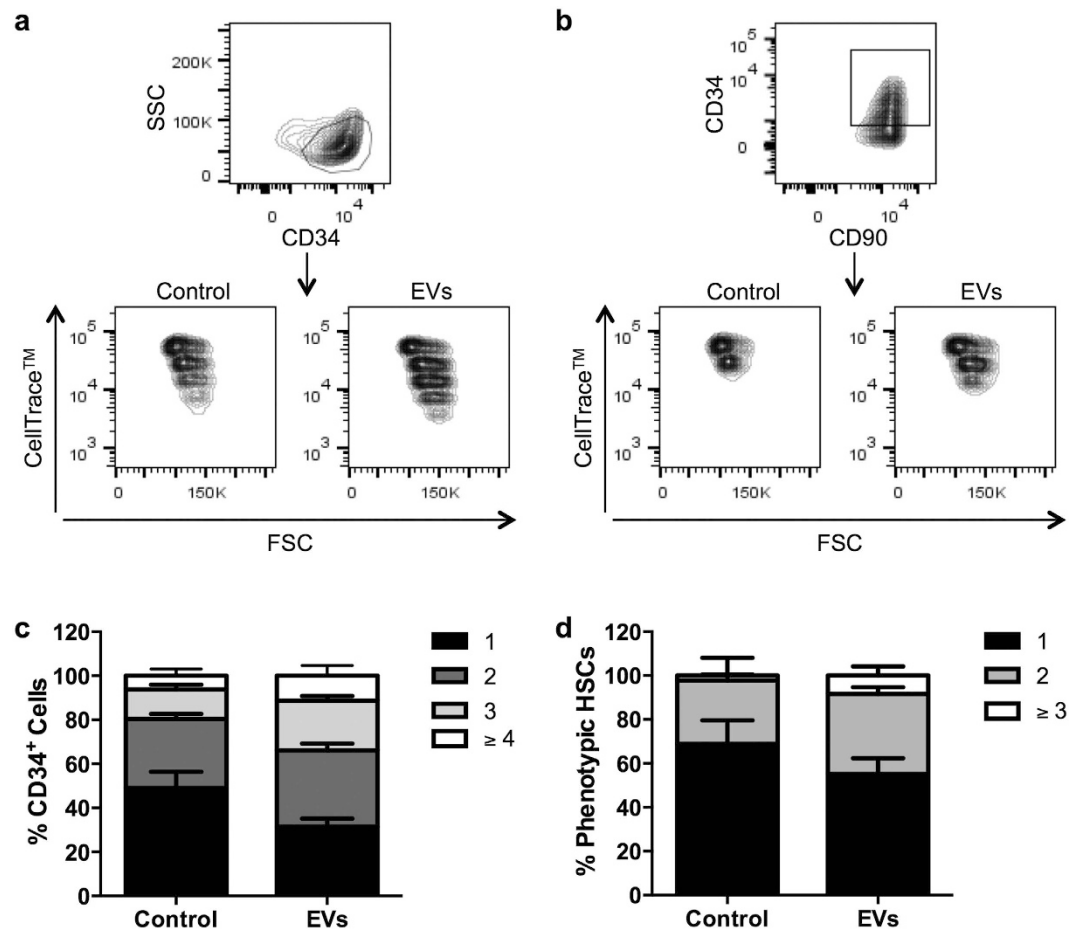 a
200K
100K
0
SSC
0 10⁴
CD34
Control EVs
10⁵ 10⁵
10⁴ 10⁴
10³ 10³
CellTrace™
0 150K 0 150K
FSC
b
10⁵
10⁴
0
CD34
0 10⁴
CD90
Control EVs
10⁵ 10⁵
10⁴ 10⁴
10³ 10³
CellTrace™
0 150K 0 150K
FSC
c
120
100
80
60
40
20
0
% CD34⁺ Cells
Control EVs
1
2
3
≥ 4
d
120
100
80
60
40
20
0
% Phenotypic HSCs
Control EVs
1
2
≥ 3